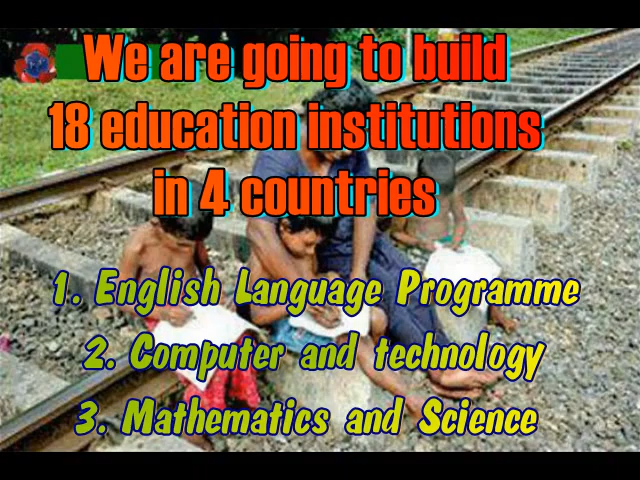 We are going to build
18 education institutions
in 4 countries
1. English Language Programme
2. Computer and technology
3. Mathematics and Science